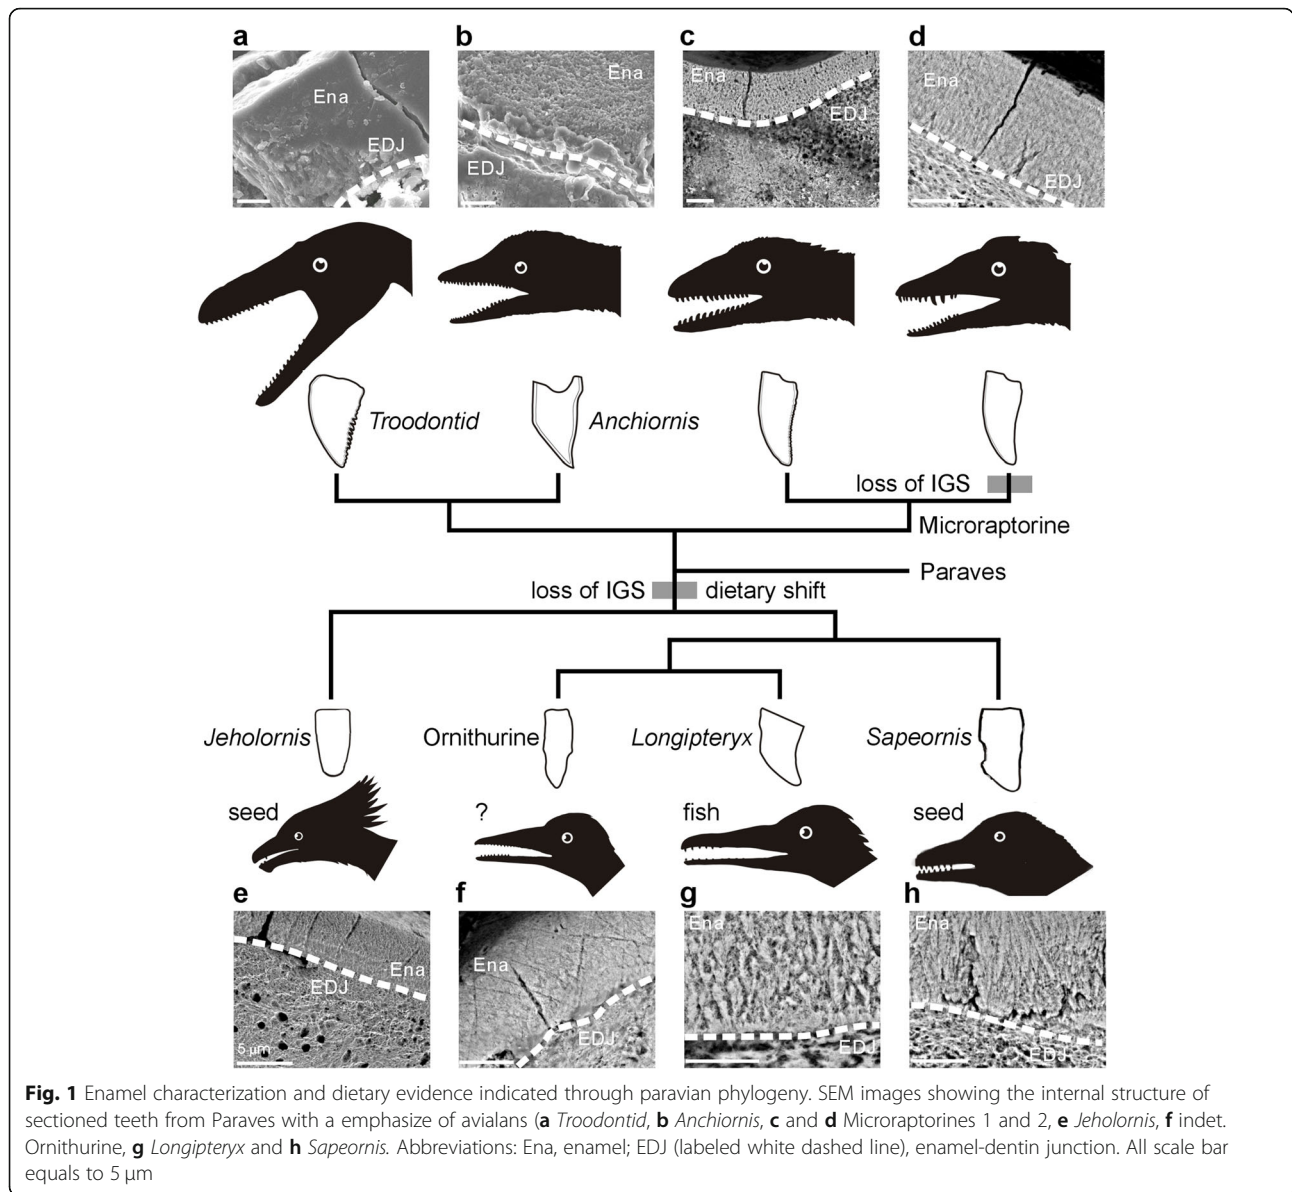 a b c d
Ena Ena Ena Ena
EDJ EDJ EDJ EDJ
Troodontid Anchiornis
loss of IGS
Microraptorine
Paraves
loss of IGS dietary shift
Jeholornis Ornithurine Longipteryx Sapeornis
seed ? fish seed
e f g h
Ena Ena Ena Ena
EDJ EDJ EDJ EDJ
5 µm
Fig. 1 Enamel characterization and dietary evidence indicated through paravian phylogeny. SEM images showing the internal structure of
sectioned teeth from Paraves with a emphasize of avialans (a Troodontid, b Anchiornis, c and d Microraptorines 1 and 2, e Jeholornis, f indet.
Ornithurine, g Longipteryx and h Sapeornis. Abbreviations: Ena, enamel; EDJ (labeled white dashed line), enamel-dentin junction. All scale bar
equals to 5 µm